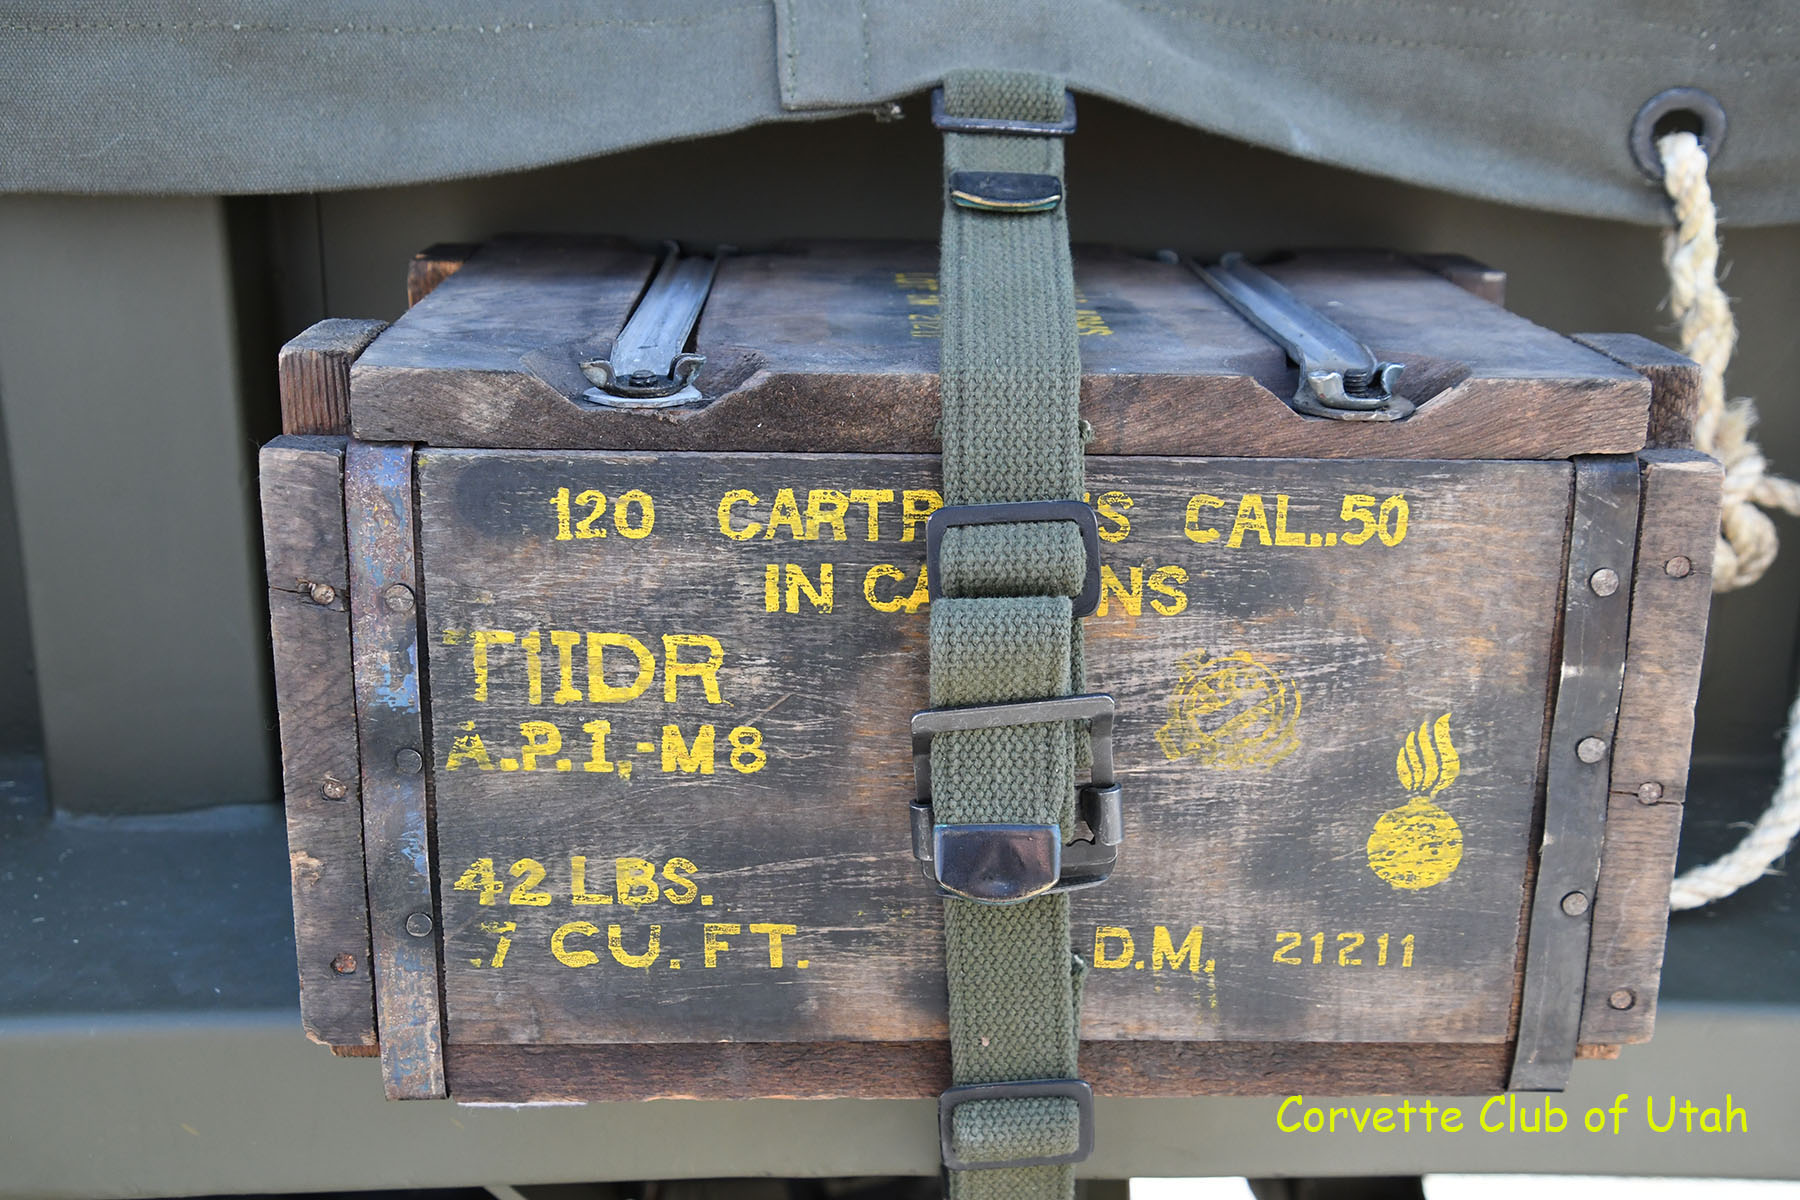 120 CARTR S CAL..50
IN CA NS
T1IDR
A.P.I.-M8
42 LBS.
.7 CU. FT. D.M. 21211
Corvette Club of Utah